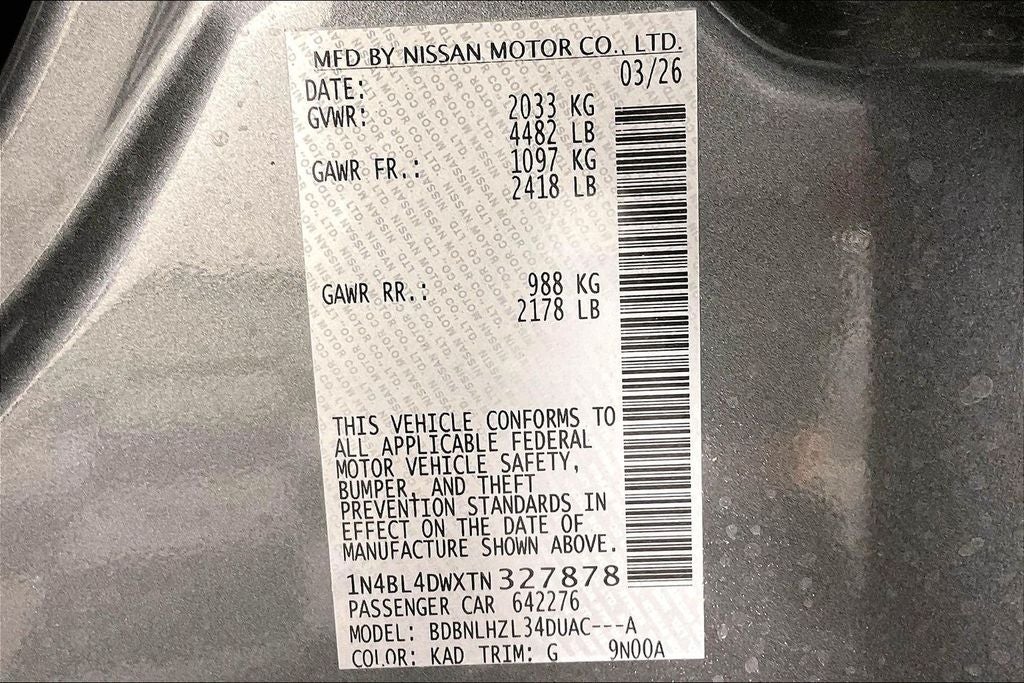 MFD BY NISSAN MOTOR CO., LTD.
DATE: 03/26
GVWR: 2033 KG
4482 LB
GAWR FR.: 1097 KG
2418 LB
GAWR RR.: 988 KG
2178 LB
THIS VEHICLE CONFORMS TO
ALL APPLICABLE FEDERAL
MOTOR VEHICLE SAFETY,
BUMPER, AND THEFT
PREVENTION STANDARDS IN
EFFECT ON THE DATE OF
MANUFACTURE SHOWN ABOVE.
1N4BL4DWXTN327878
PASSENGER CAR 642276
MODEL: BDBNLHZL34DUAC---A
COLOR: KAD TRIM: G 9N00A